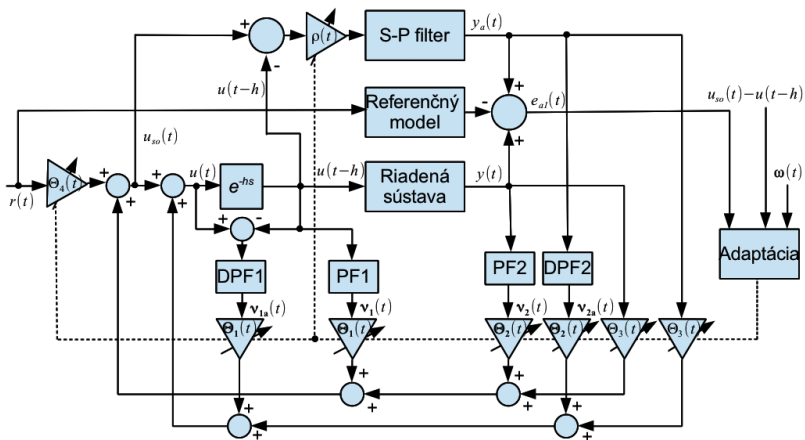 +
ρ(t)
S-P filter
y_a(t)
-
+
u(t−h)
Referenčný
model
-
e_al(t)
u_so(t)−u(t−h)
u_so(t)
+
Θ_4(t)
+
+
u(t)
e^-hs
u(t−h)
Riadená
sústava
y(t)
ω(t)
r(t)
+
+
+
-
Adaptácia
DPF1
PF1
PF2
DPF2
ν_1a(t)
ν_1(t)
ν_2(t)
ν_2a(t)
Θ_1(t)
Θ_1(t)
Θ_2(t)
Θ_2(t)
Θ_3(t)
Θ_3(t)
+
+
+
+
+
+
+
+